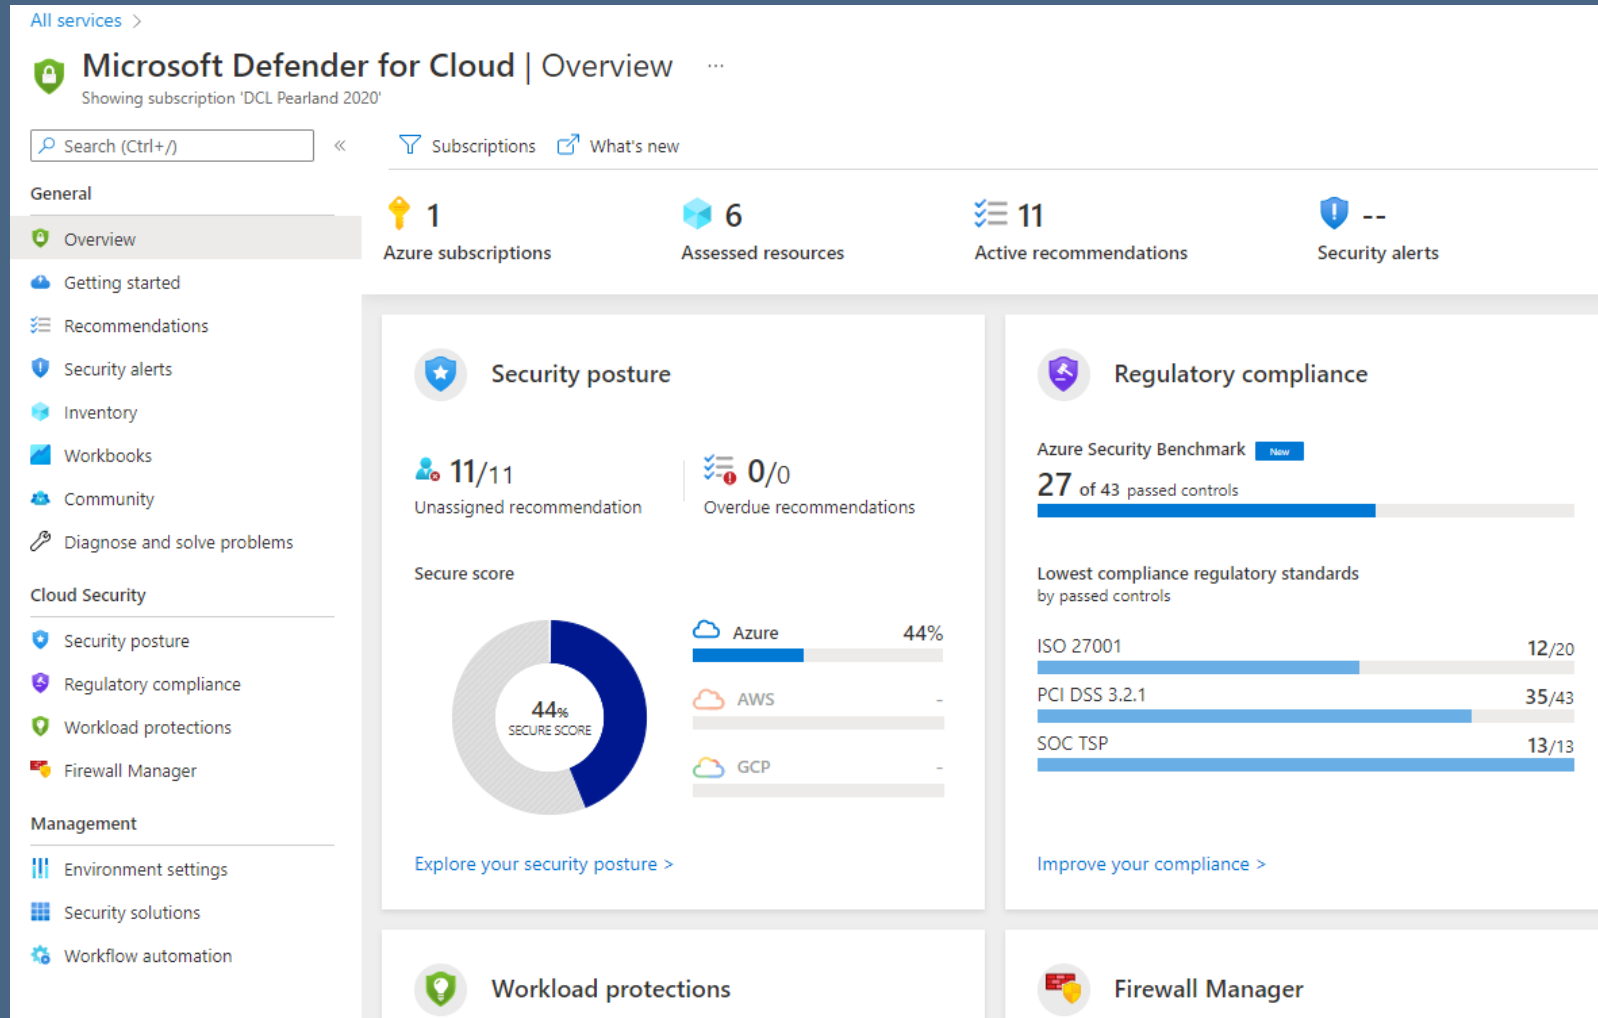 All services >
Microsoft Defender for Cloud | Overview ...
Showing subscription 'DCL Pearland 2020'
Search (Ctrl+/) «
General
Overview
Getting started
Recommendations
Security alerts
Inventory
Workbooks
Community
Diagnose and solve problems
Cloud Security
Security posture
Regulatory compliance
Workload protections
Firewall Manager
Management
Environment settings
Security solutions
Workflow automation
Subscriptions What's new
1 6 11 --
Azure subscriptions Assessed resources Active recommendations Security alerts
Security posture
11/11 0/0
Unassigned recommendation Overdue recommendations
Secure score
44%
SECURE SCORE
Azure 44%
AWS -
GCP -
Explore your security posture >
Regulatory compliance
Azure Security Benchmark New
27 of 43 passed controls
Lowest compliance regulatory standards
by passed controls
ISO 27001 12/20
PCI DSS 3.2.1 35/43
SOC TSP 13/13
Improve your compliance >
Workload protections
Firewall Manager